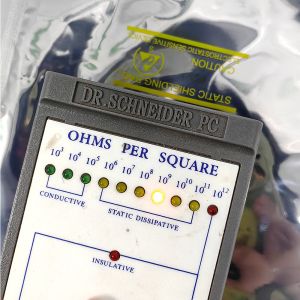 CAUTION
STATIC SHIELDING
DR.SCHNEIDER PC
OHMS PER SQUARE
10³ 10⁴ 10⁵ 10⁶ 10⁷ 10⁸ 10⁹ 10¹⁰ 10¹¹ 10¹²
CONDUCTIVE
STATIC DISSIPATIVE
INSULATIVE